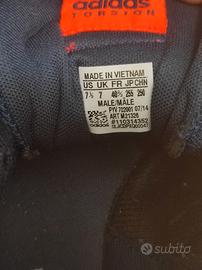 adidas
TORSION
MADE IN VIETNAM
US UK FR JP CHN
7½ 7 40⅔ 255 250
MALE/MALE
PYV 702001 07/14
ART M21326
#110314352
subito